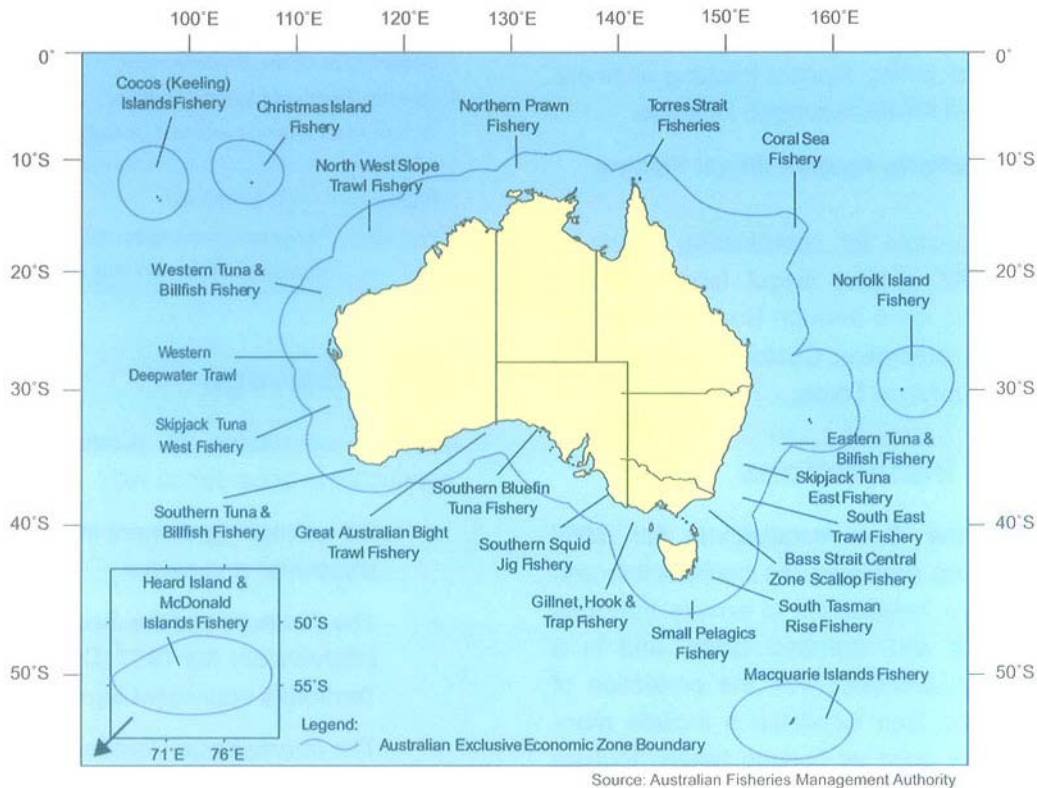 100˚E
110˚E
120˚E
130˚E
140˚E
150˚E
160˚E
0˚
0˚
Cocos (Keeling)
Islands Fishery
Christmas Island
Fishery
Northern Prawn
Fishery
Torres Strait
Fisheries
Coral Sea
Fishery
10˚S
10˚S
North West Slope
Trawl Fishery
20˚S
20˚S
Western Tuna &
Billfish Fishery
Norfolk Island
Fishery
Western
Deepwater Trawl
30˚S
30˚S
Skipjack Tuna
West Fishery
Eastern Tuna &
Bilfish Fishery
Skipjack Tuna
East Fishery
Southern Tuna &
Billfish Fishery
Great Australian Bight
Trawl Fishery
Southern Bluefin
Tuna Fishery
Southern Squid
Jig Fishery
Gillnet, Hook &
Trap Fishery
Small Pelagics
Fishery
South East
Trawl Fishery
Bass Strait Central
Zone Scallop Fishery
South Tasman
Rise Fishery
40˚S
40˚S
Heard Island &
McDonald
Islands Fishery
50˚S
55˚S
71˚E
76˚E
50˚S
50˚S
Macquarie Islands Fishery
Legend:
Australian Exclusive Economic Zone Boundary
Source: Australian Fisheries Management Authority